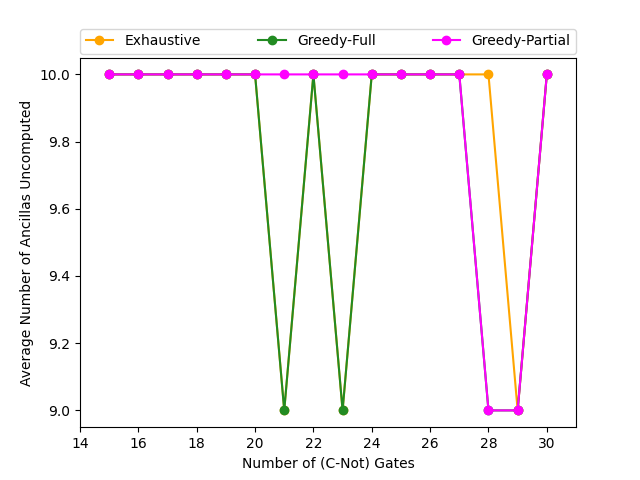 Exhaustive Greedy-Full Greedy-Partial
10.0
9.8
9.6
9.4
9.2
9.0
Average Number of Ancillas Uncomputed
14 16 18 20 22 24 26 28 30
Number of (C-Not) Gates